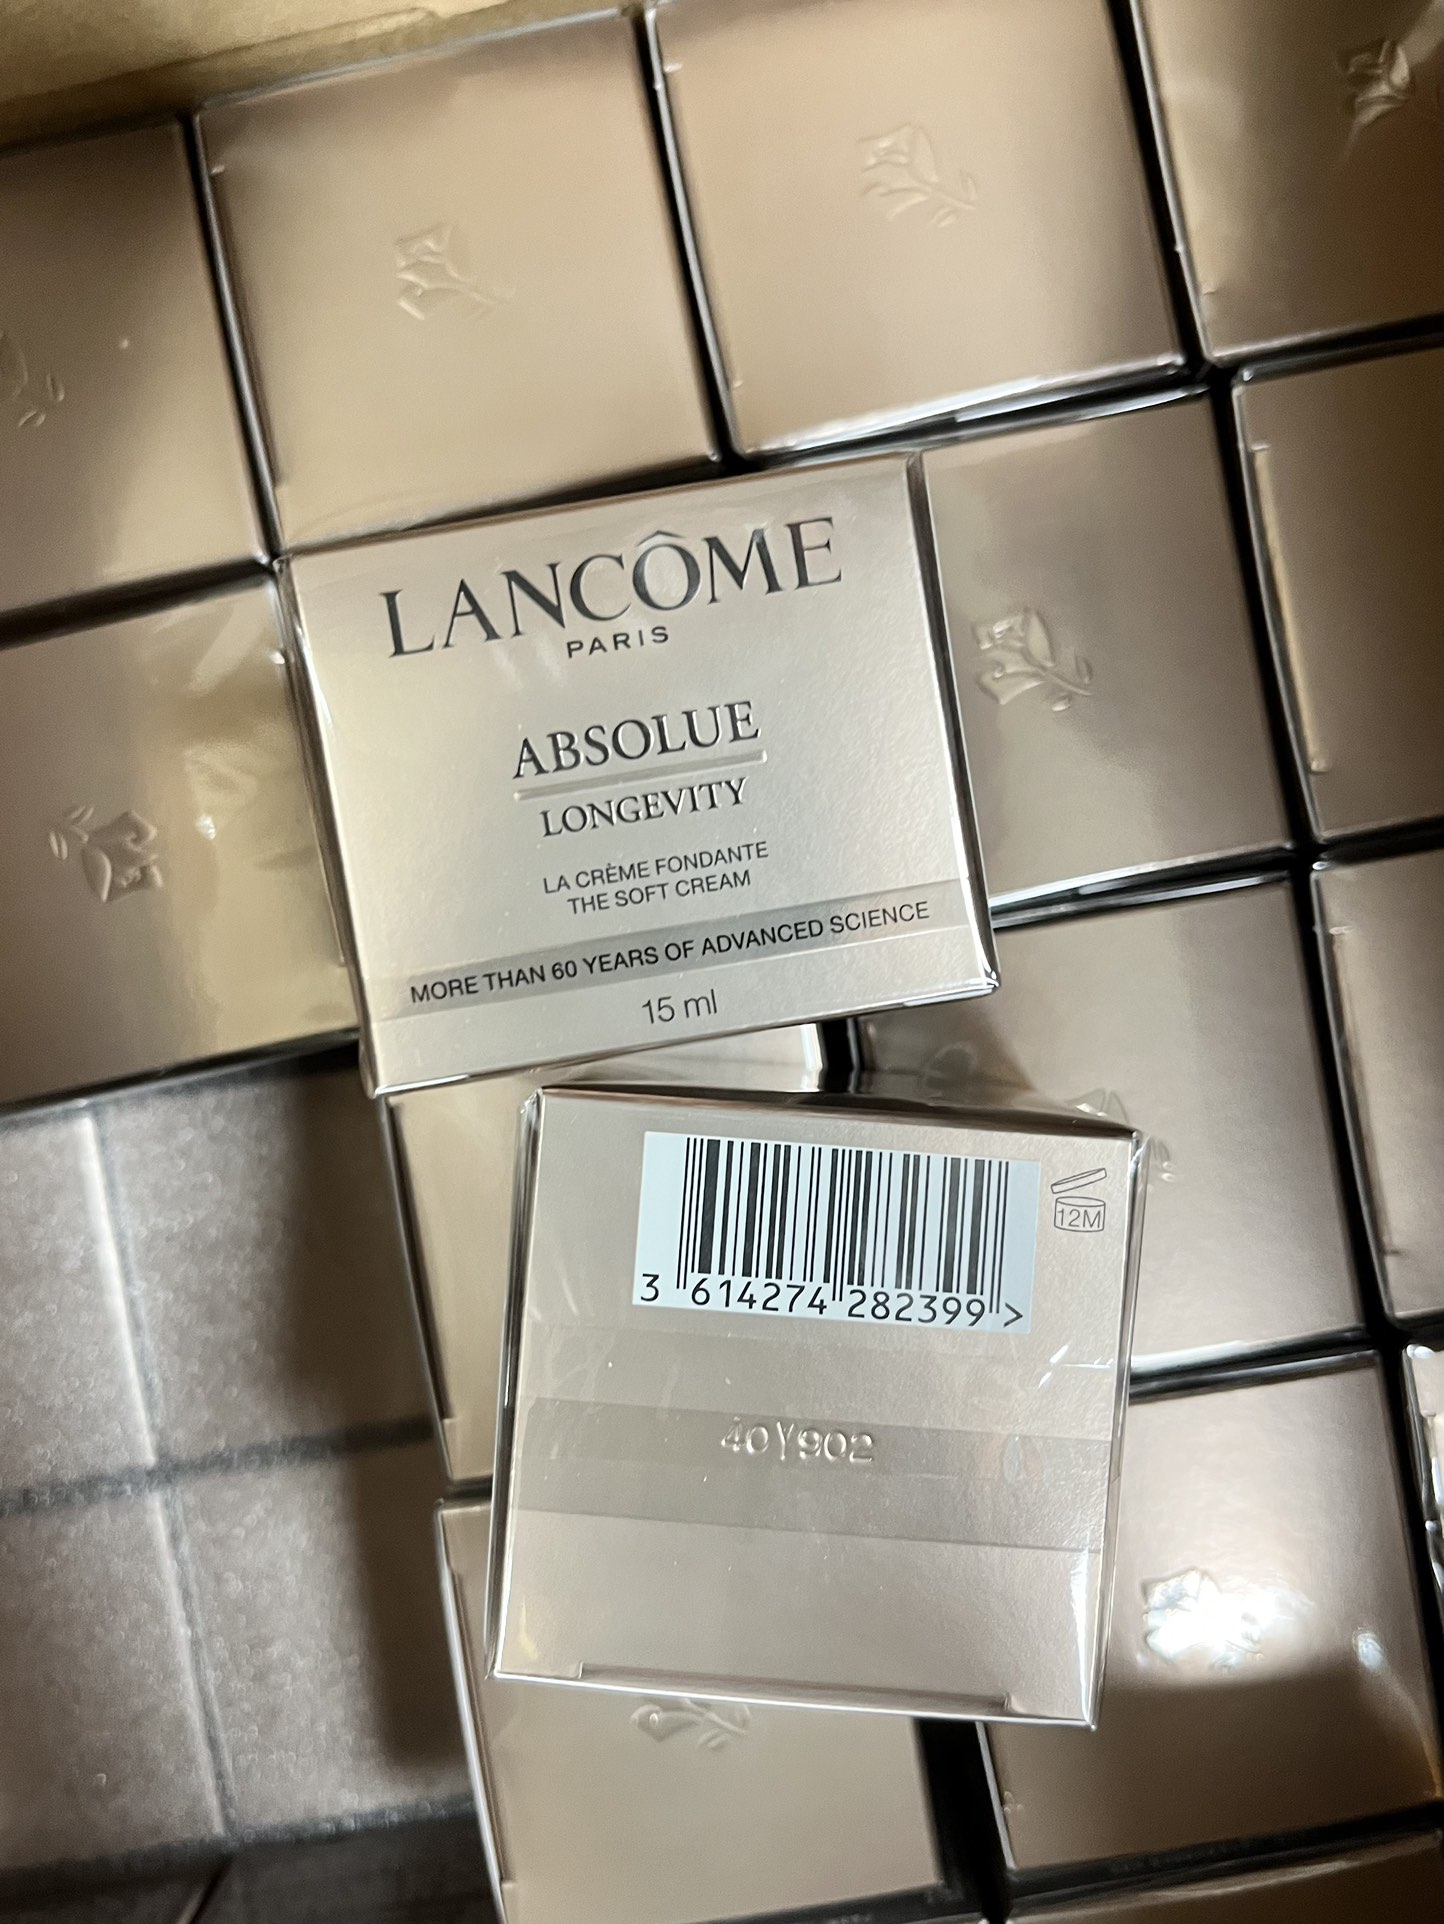 LANCÔME
PARIS
ABSOLUE
LONGEVITY
LA CRÈME FONDANTE
THE SOFT CREAM
MORE THAN 60 YEARS OF ADVANCED SCIENCE
15 ml
12M
3 614274 282399 >
40Y902